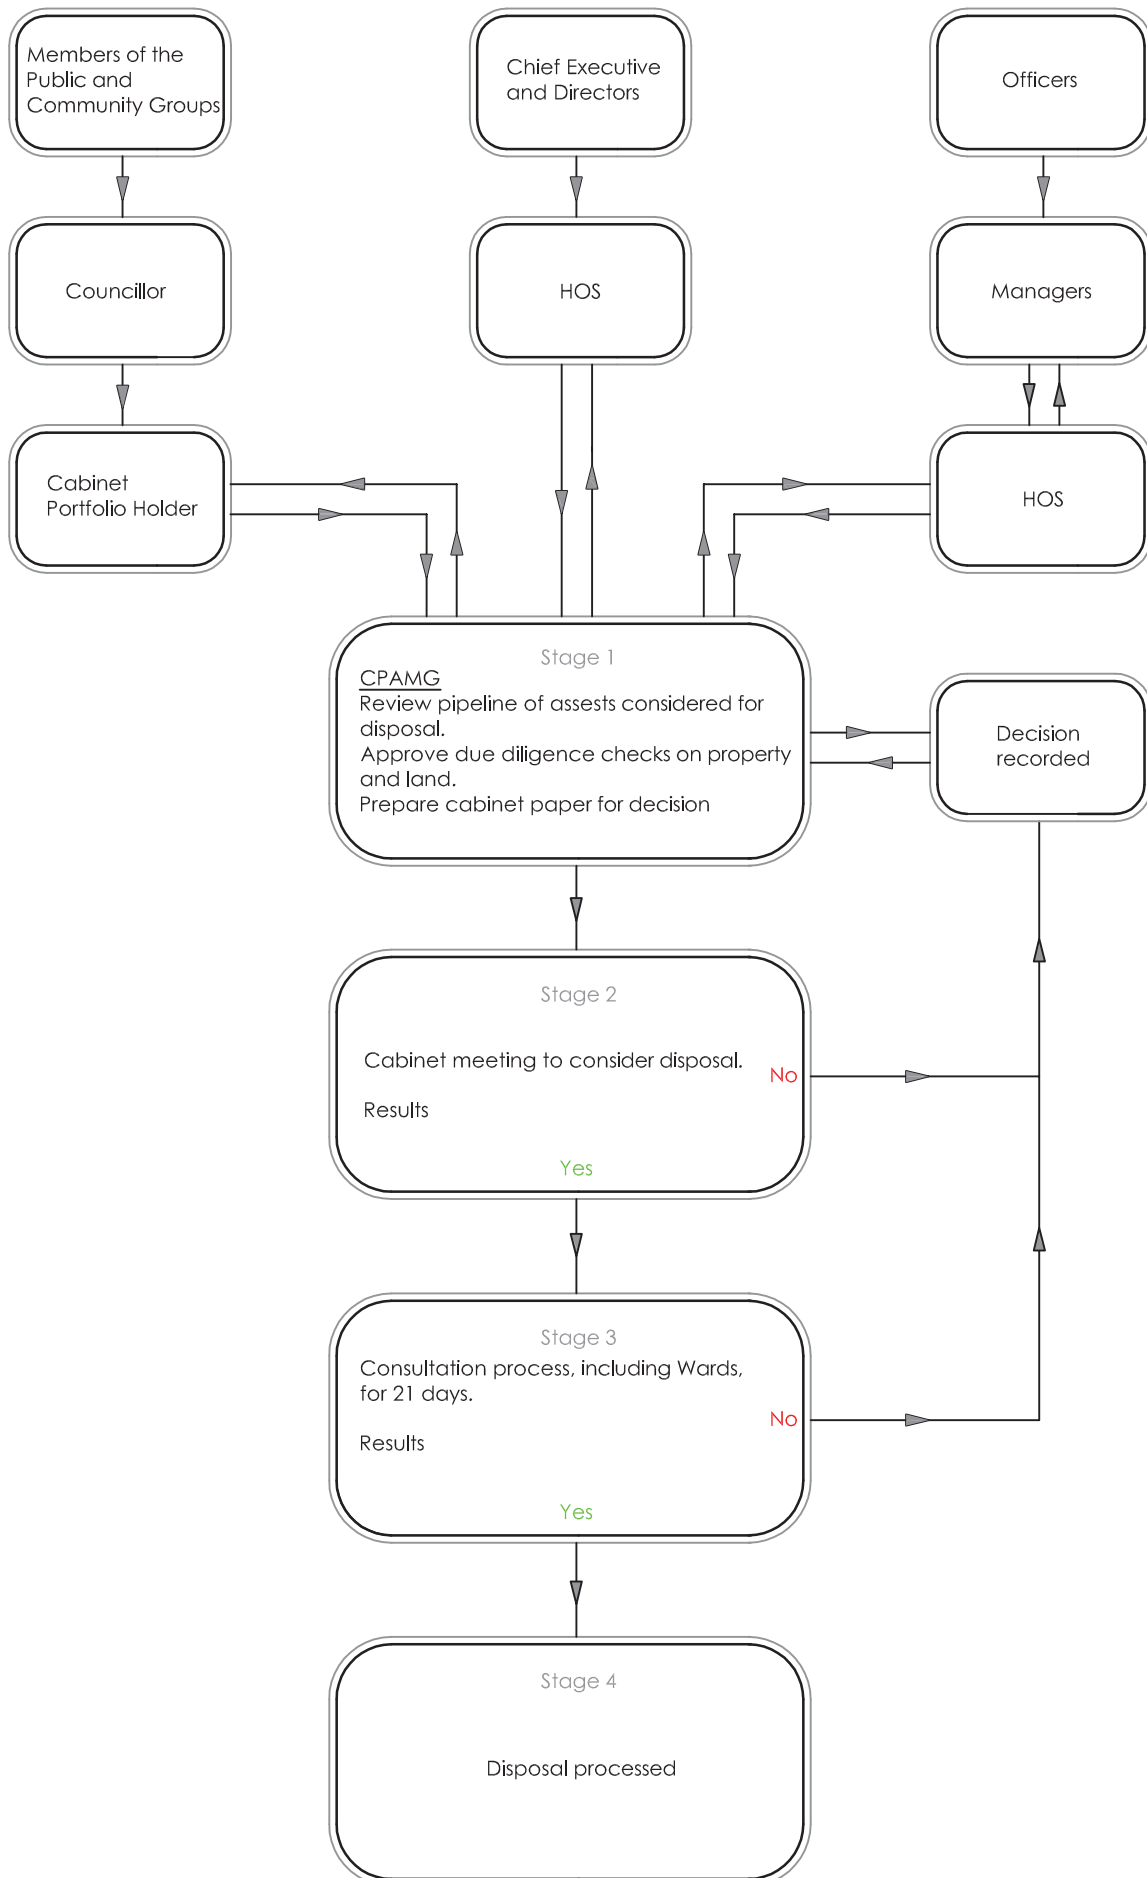 Members of the
Public and
Community Groups
Chief Executive
and Directors
Officers
Councillor
HOS
Managers
Cabinet
Portfolio Holder
HOS
Stage 1
CPAMG
Review pipeline of assests considered for
disposal.
Approve due diligence checks on property
and land.
Prepare cabinet paper for decision
Decision
recorded
Stage 2
Cabinet meeting to consider disposal.
No
Results
Yes
Stage 3
Consultation process, including Wards,
for 21 days.
No
Results
Yes
Stage 4
Disposal processed